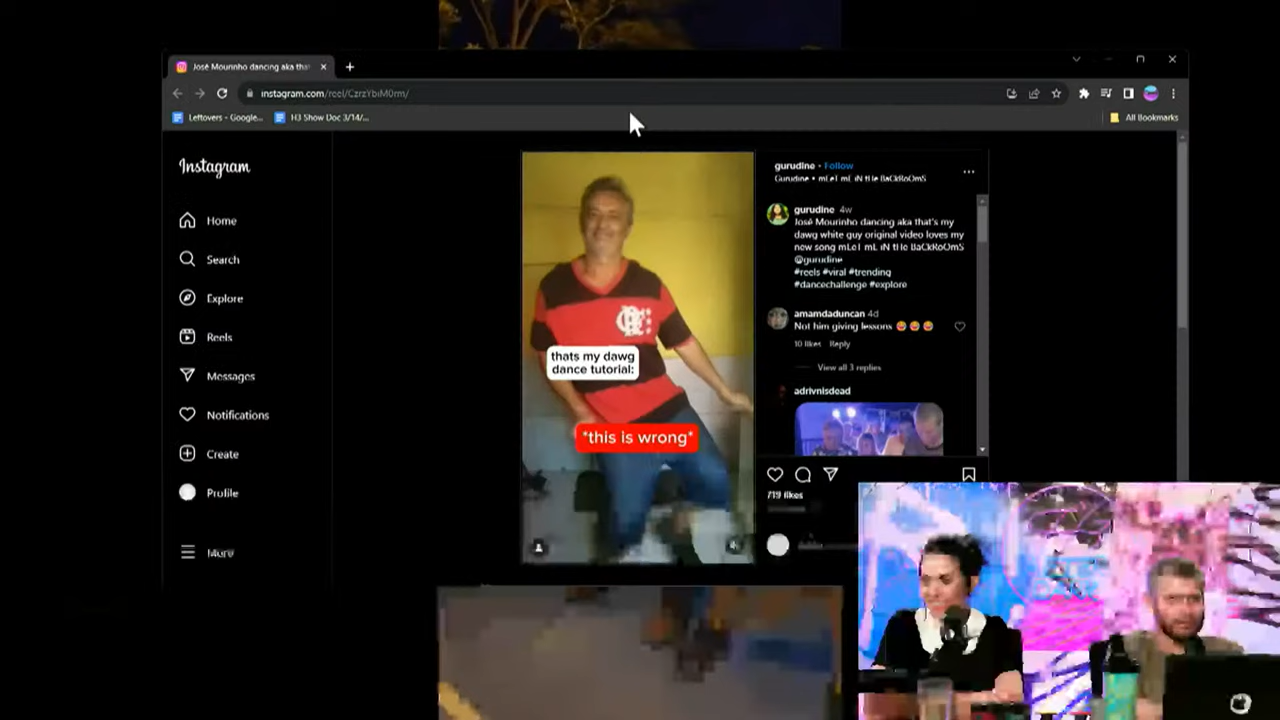 José Mourinho dancing aka tha
instagram.com/reel/CzrzYbiM0rm/
Leftovers - Google...
H3 Show Doc 3/14/...
All Bookmarks
Instagram
Home
Search
Explore
Reels
Messages
Notifications
Create
Profile
More
thats my dawg
dance tutorial:
*this is wrong*
gurudine • Follow
Gurudine •
gurudine 4w
José Mourinho dancing aka that's my
dawg white guy original video loves my
new song mLeT mL iN tHe BaCkRoOmS
@gurudine
#reels #viral #trending
#dancechallenge #explore
amamdaduncan 4d
Not him giving lessons 😂😂😂
10 likes Reply
View all 3 replies
adrivnisdead
719 likes